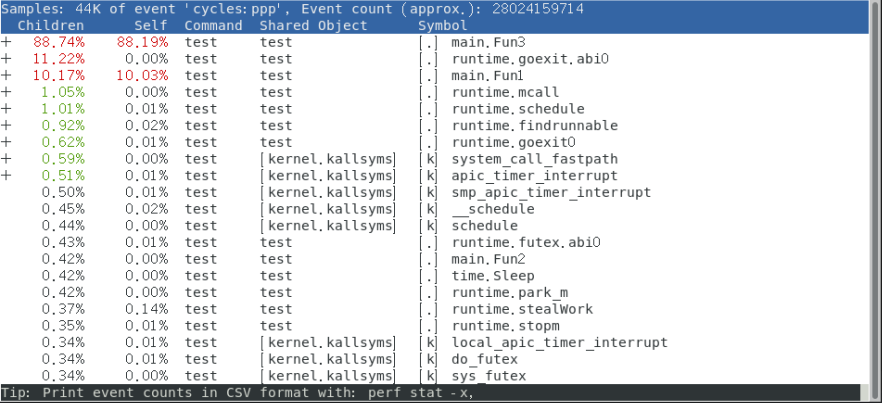 Samples: 44K of event 'cycles:ppp', Event count (approx.): 28024159714
Children Self Command Shared Object Symbol
+ 88.74% 88.19% test test [.] main.Fun3
+ 11.22% 0.00% test test [.] runtime.goexit.abi0
+ 10.17% 10.03% test test [.] main.Fun1
+ 1.05% 0.00% test test [.] runtime.mcall
+ 1.01% 0.01% test test [.] runtime.schedule
+ 0.92% 0.02% test test [.] runtime.findrunnable
+ 0.62% 0.01% test test [.] runtime.goexit0
+ 0.59% 0.00% test [kernel.kallsyms] [k] system_call_fastpath
+ 0.51% 0.01% test [kernel.kallsyms] [k] apic_timer_interrupt
0.50% 0.01% test [kernel.kallsyms] [k] smp_apic_timer_interrupt
0.45% 0.02% test [kernel.kallsyms] [k] __schedule
0.44% 0.00% test [kernel.kallsyms] [k] schedule
0.43% 0.01% test test [.] runtime.futex.abi0
0.42% 0.00% test test [.] main.Fun2
0.42% 0.00% test test [.] time.Sleep
0.42% 0.00% test test [.] runtime.park_m
0.37% 0.14% test test [.] runtime.stealWork
0.35% 0.01% test test [.] runtime.stopm
0.34% 0.01% test [kernel.kallsyms] [k] local_apic_timer_interrupt
0.34% 0.01% test [kernel.kallsyms] [k] do_futex
0.34% 0.00% test [kernel.kallsyms] [k] sys_futex
Tip: Print event counts in CSV format with: perf stat -x,